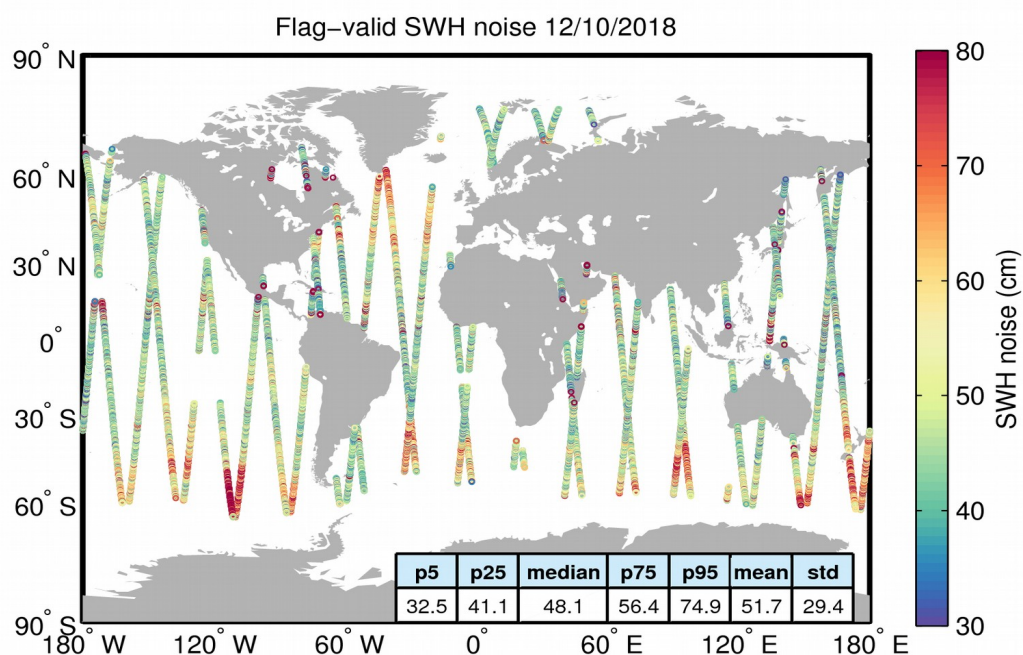 Flag−valid SWH noise 12/10/2018
90° N
60° N
30° N
0°
30° S
60° S
90° S
180° W
120° W
60° W
0°
60° E
120° E
180° E
80
70
60
50
40
30
SWH noise (cm)
p5 p25 median p75 p95 mean std
32.5 41.1 48.1 56.4 74.9 51.7 29.4